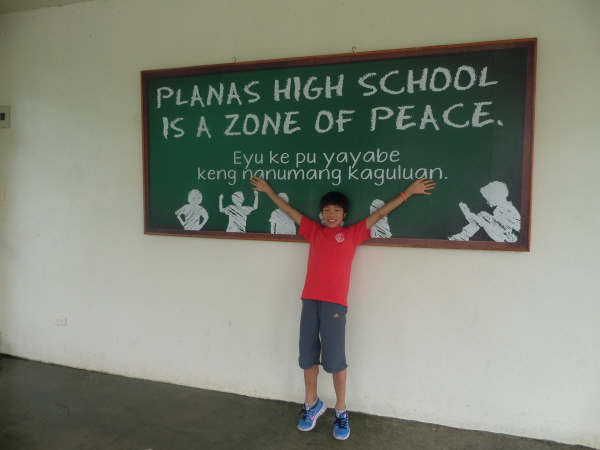 PLANAS HIGH SCHOOL
IS A ZONE OF PEACE.
Eyu ke pu yayabe
keng nanumang kaguluan.